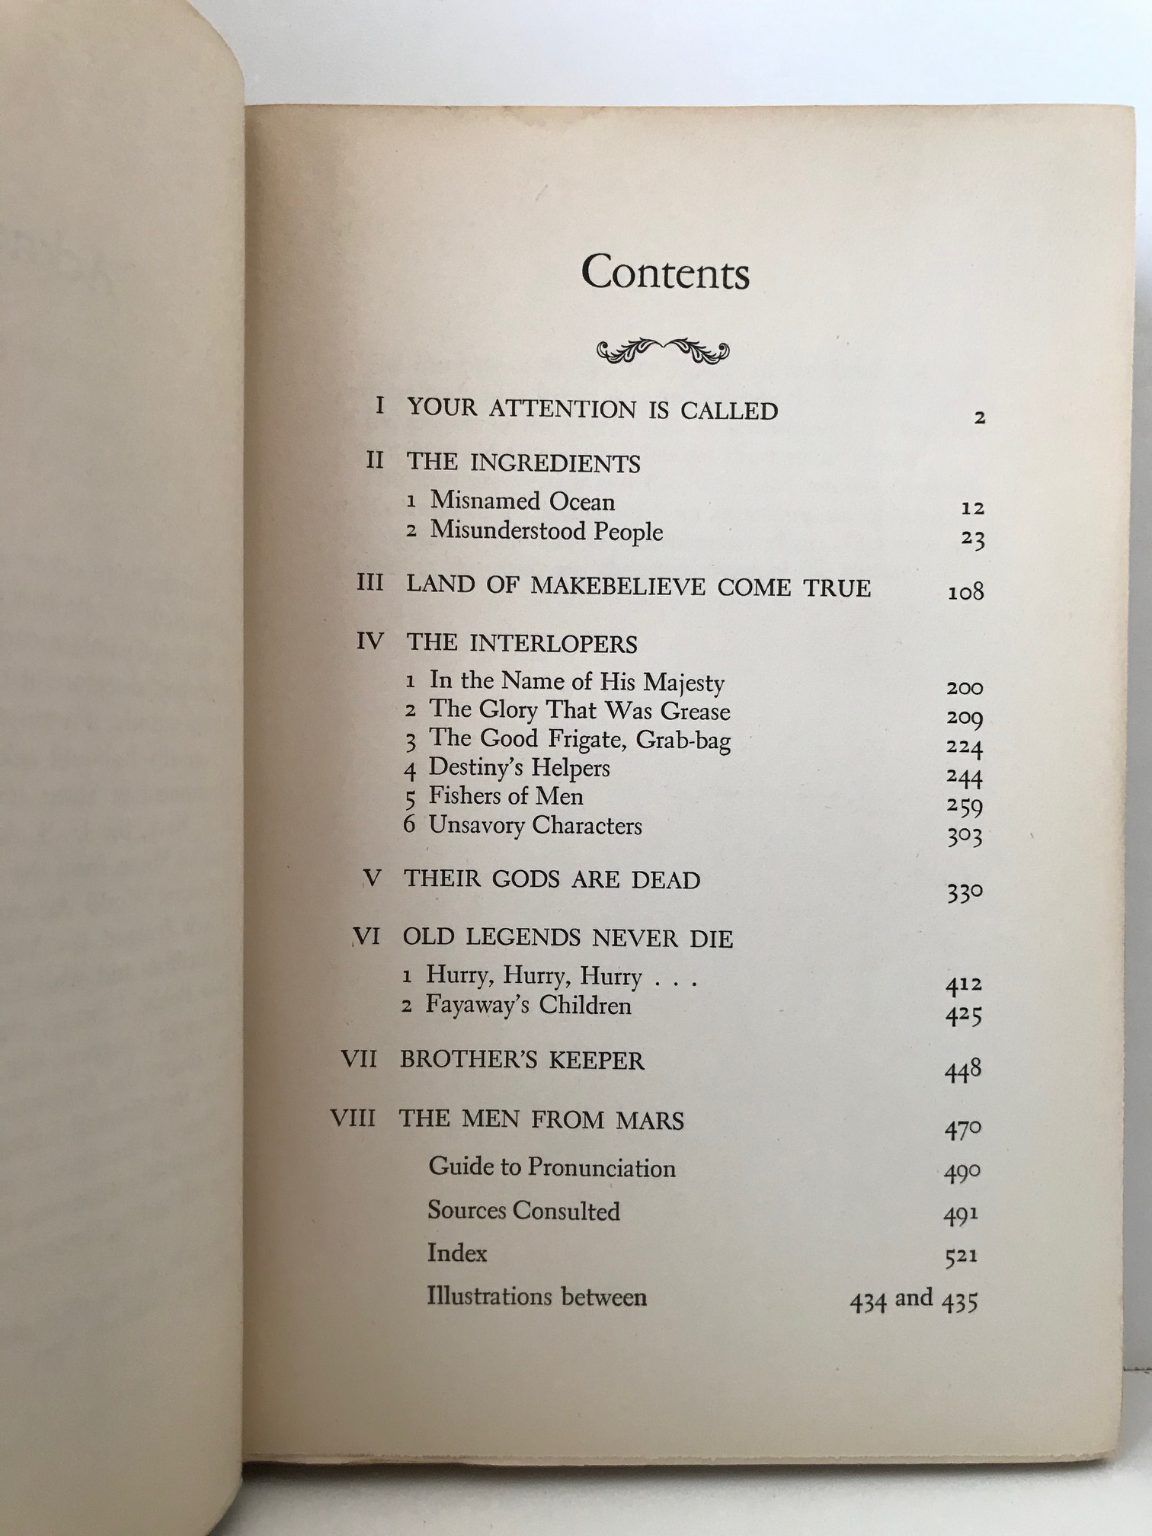 Contents
I YOUR ATTENTION IS CALLED 2
II THE INGREDIENTS
1 Misnamed Ocean 12
2 Misunderstood People 23
III LAND OF MAKEBELIEVE COME TRUE 108
IV THE INTERLOPERS
1 In the Name of His Majesty 200
2 The Glory That Was Grease 209
3 The Good Frigate, Grab-bag 224
4 Destiny's Helpers 244
5 Fishers of Men 259
6 Unsavory Characters 303
V THEIR GODS ARE DEAD 330
VI OLD LEGENDS NEVER DIE
1 Hurry, Hurry, Hurry . . . 412
2 Fayaway's Children 425
VII BROTHER'S KEEPER 448
VIII THE MEN FROM MARS 470
Guide to Pronunciation 490
Sources Consulted 491
Index 521
Illustrations between 434 and 435